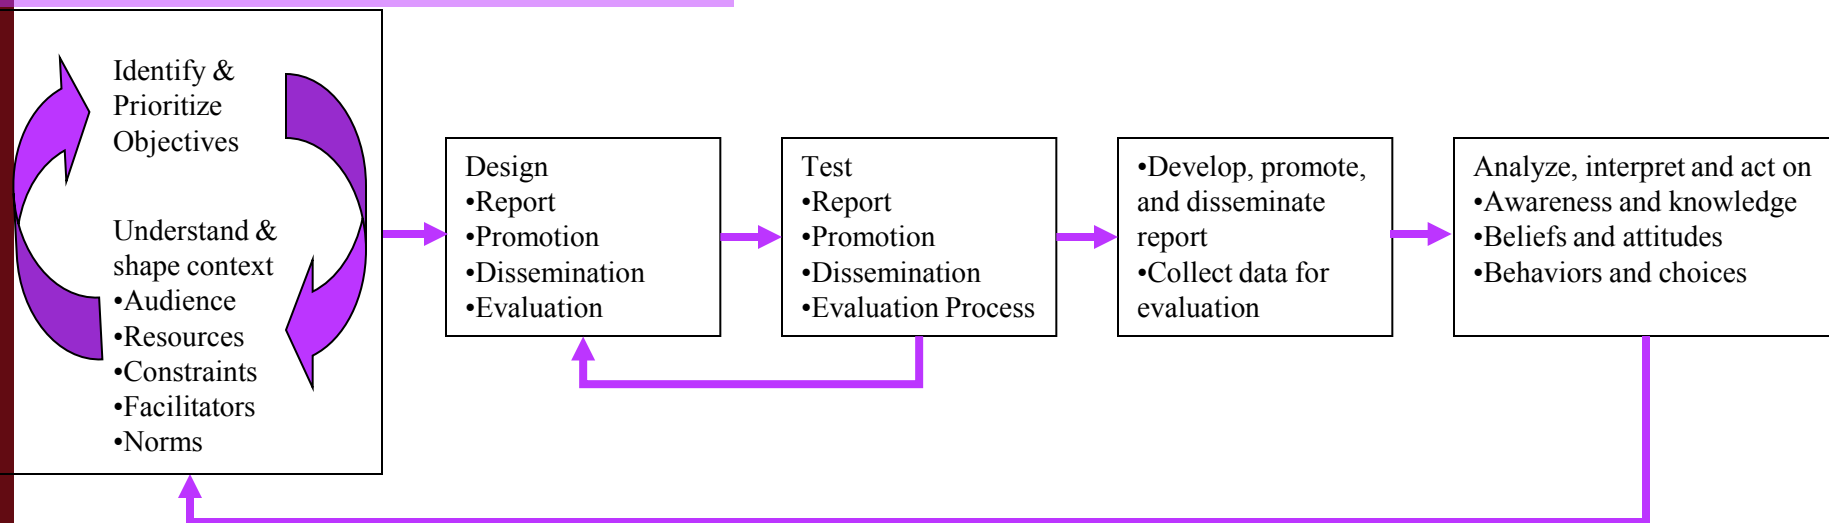 Identify &
Prioritize
Objectives
Understand &
shape context
•Audience
•Resources
•Constraints
•Facilitators
•Norms
Design
•Report
•Promotion
•Dissemination
•Evaluation
Test
•Report
•Promotion
•Dissemination
•Evaluation Process
•Develop, promote,
and disseminate
report
•Collect data for
evaluation
Analyze, interpret and act on
•Awareness and knowledge
•Beliefs and attitudes
•Behaviors and choices